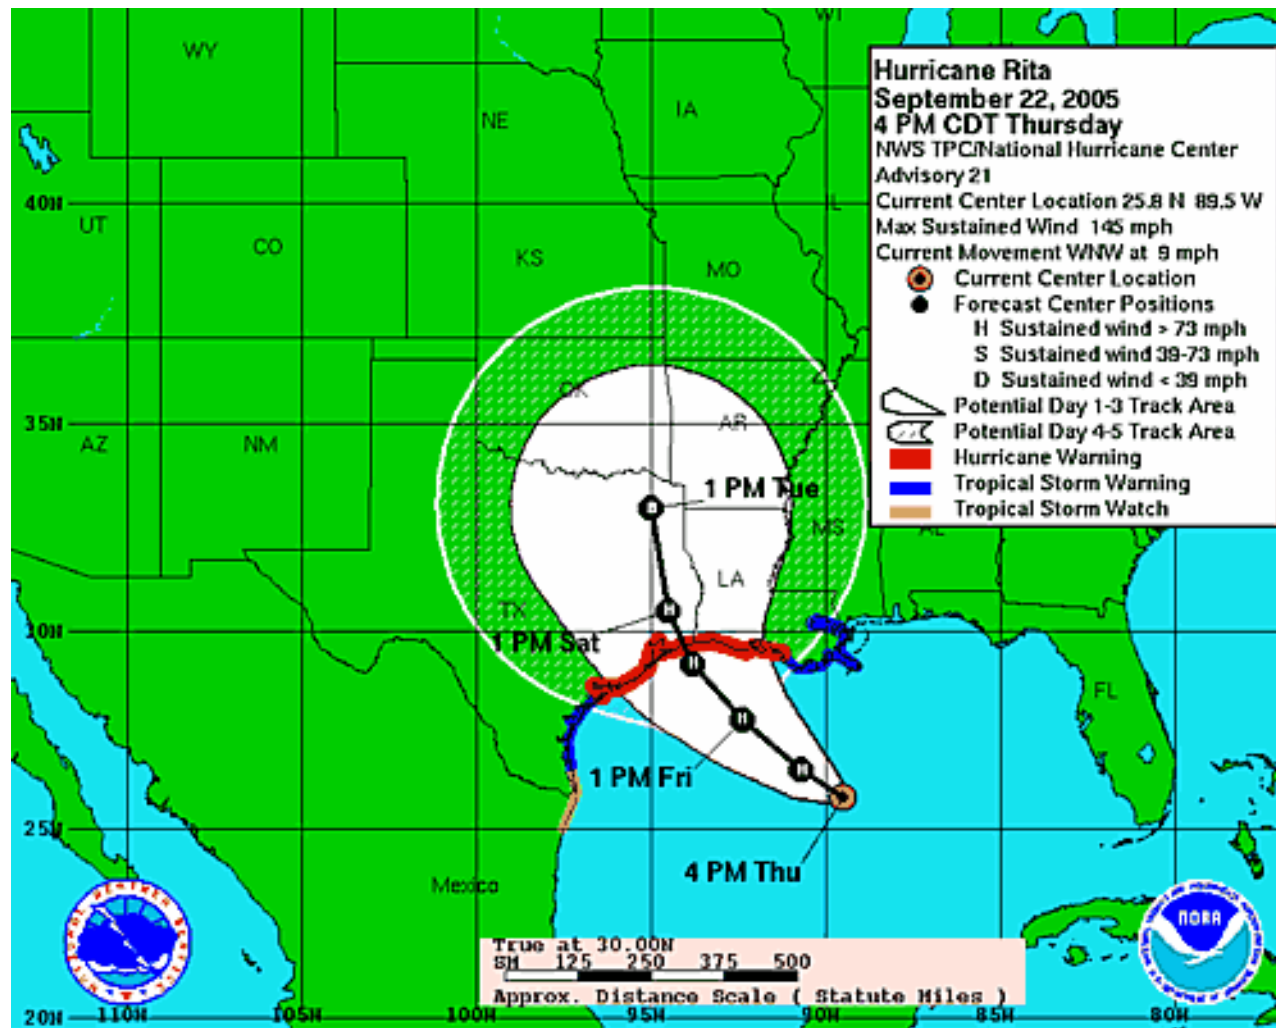 WI
WY
Hurricane Rita
September 22, 2005
4 PM CDT Thursday
NWS TPC/National Hurricane Center
Advisory 21
Current Center Location 25.8 N 89.5 W
Max Sustained Wind 145 mph
Current Movement WNW at 9 mph
Current Center Location
Forecast Center Positions
H Sustained wind > 73 mph
S Sustained wind 39-73 mph
D Sustained wind < 39 mph
Potential Day 1-3 Track Area
Potential Day 4-5 Track Area
Hurricane Warning
Tropical Storm Warning
Tropical Storm Watch
NE
IA
40N
UT
CO
KS
MO
IL
OK
35N
AZ
NM
AR
1 PM Tue
MS
AL
LA
TX
H
30N
1 PM Sat
H
FL
H
1 PM Fri
H
25N
4 PM Thu
Mexico
NOAA
True at 30.00N
SM 125 250 375 500
Approx. Distance Scale ( Statute Miles )
20N 110W 105W 100W 95W 90W 85W 80W